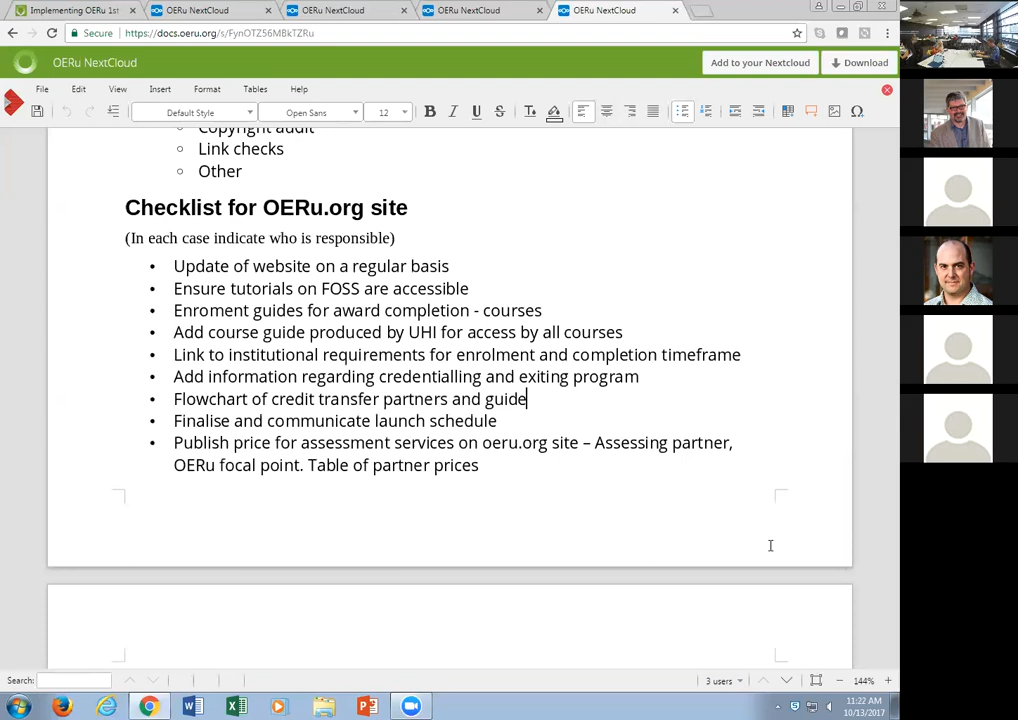 Implementing OERu 1st
OERu NextCloud
OERu NextCloud
OERu NextCloud
OERu NextCloud
Secure
https://docs.oeru.org/s/FynOTZ56MBkTZRu
OERu NextCloud
Add to your Nextcloud
Download
File
Edit
View
Insert
Format
Tables
Help
Default Style
Open Sans
12
Copyright audit
Link checks
Other
Checklist for OERu.org site
(In each case indicate who is responsible)
• Update of website on a regular basis
• Ensure tutorials on FOSS are accessible
• Enroment guides for award completion - courses
• Add course guide produced by UHI for access by all courses
• Link to institutional requirements for enrolment and completion timeframe
• Add information regarding credentialling and exiting program
• Flowchart of credit transfer partners and guide
• Finalise and communicate launch schedule
• Publish price for assessment services on oeru.org site – Assessing partner,
OERu focal point. Table of partner prices
Search:
3 users
144%
11:22 AM
10/13/2017